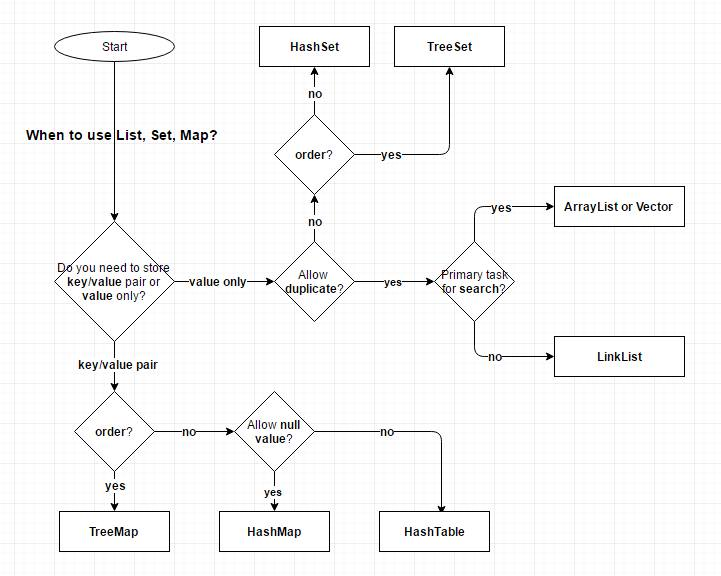 Start
HashSet
TreeSet
no
When to use List, Set, Map?
order?
yes
yes
ArrayList or Vector
no
Do you need to store
key/value pair or
value only?
value only
Allow
duplicate?
yes
Primary task
for search?
no
LinkList
key/value pair
order?
no
Allow null
value?
no
yes
yes
TreeMap
HashMap
HashTable